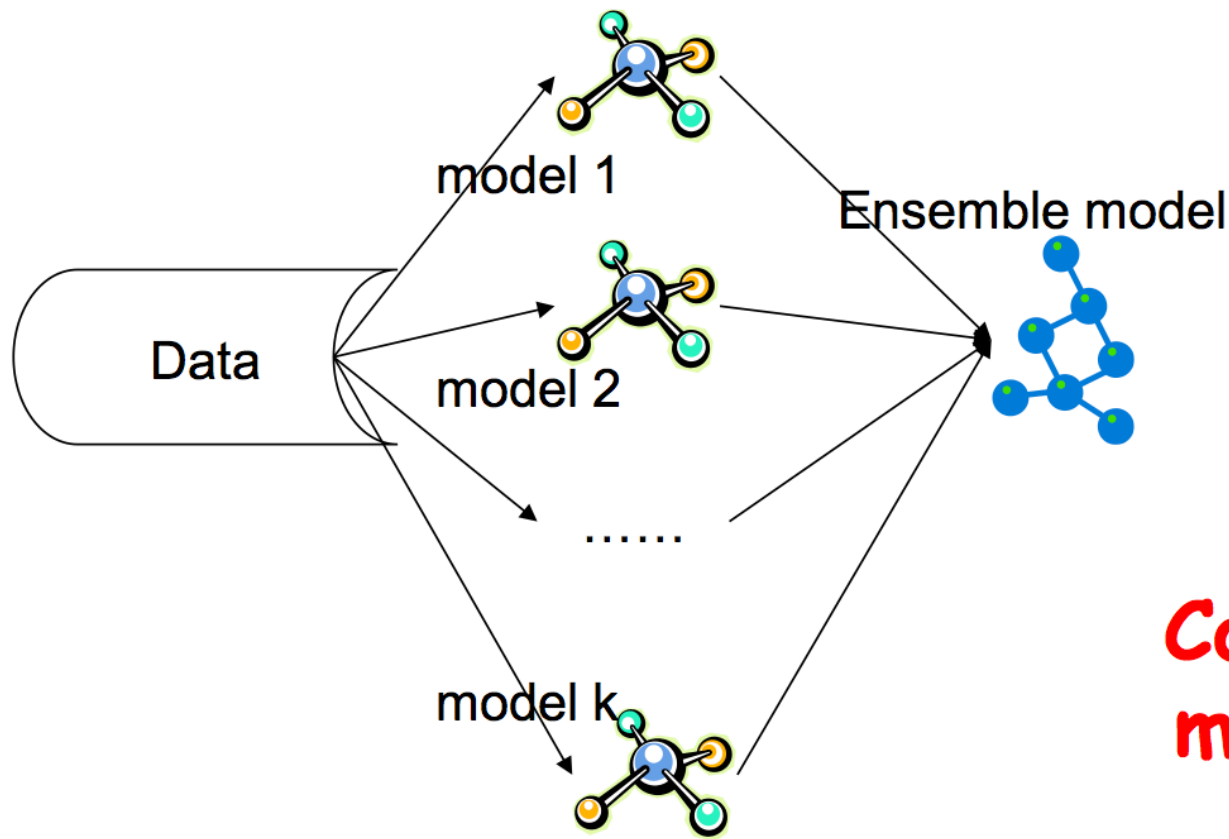 model 1
Ensemble model
Data
model 2
......
model k